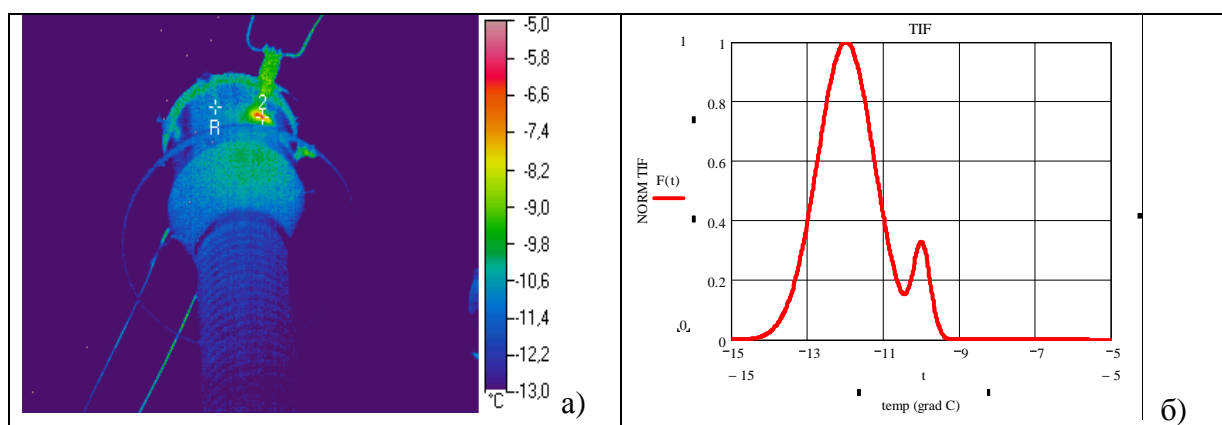 2
R
-5,0
-6,6
-7,4
-8,2
-9,0
-9,8
-10,6
-11,4
-12,2
-13,0
°C
а)
TIF
1
1
0.8
0.6
0.4
0.2
0
0
NORM TIF
F(t)
−15 −13 −11 −9 −7 −5
− 15 t − 5
temp (grad C)
б)